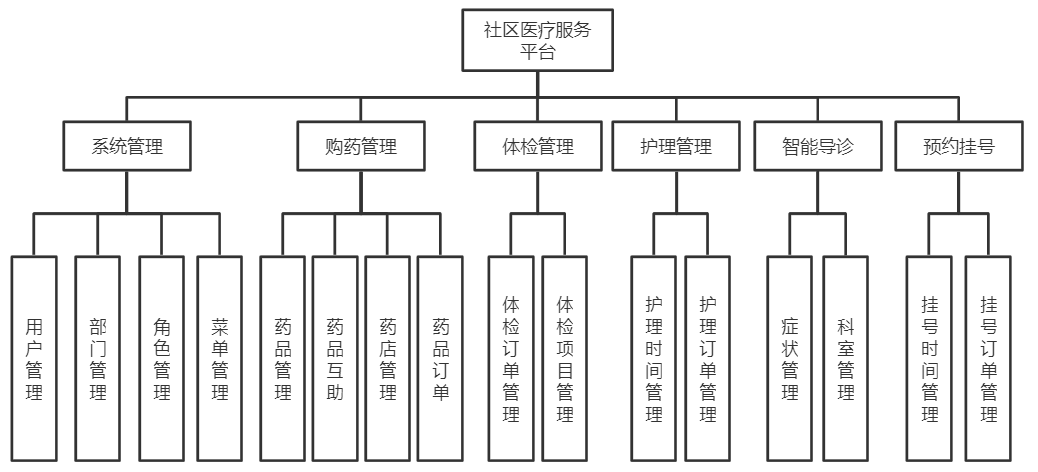 社区医疗服务
平台
系统管理
购药管理
体检管理
护理管理
智能导诊
预约挂号
用户管理
部门管理
角色管理
菜单管理
药品管理
药品互助
药店管理
药品订单
体检订单管理
体检项目管理
护理时间管理
护理订单管理
症状管理
科室管理
挂号时间管理
挂号订单管理